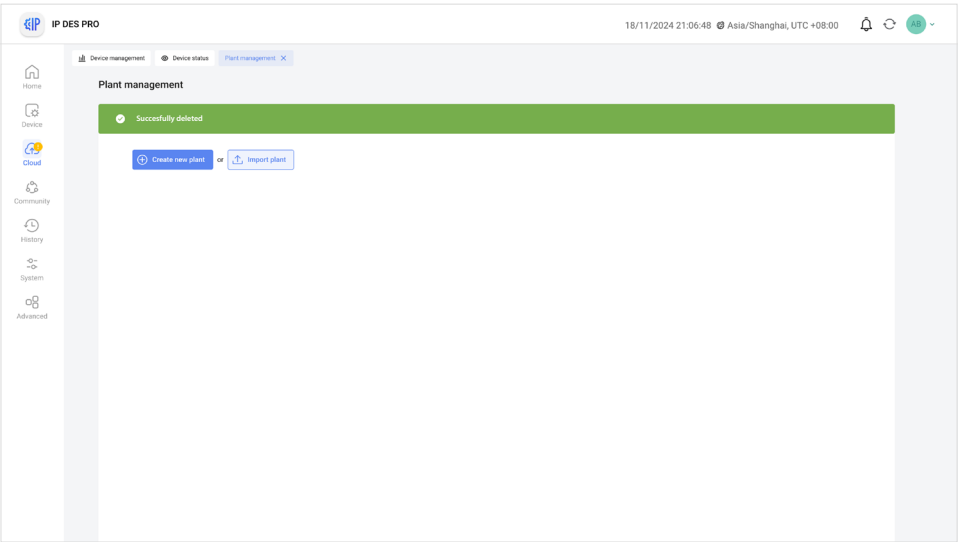 IP IP DES PRO
18/11/2024 21:06:48 Asia/Shanghai, UTC +08:00
AB
Device management
Device status
Plant management
Home
Plant management
Device
Succesfully deleted
Cloud
Create new plant or Import plant
Community
History
System
Advanced